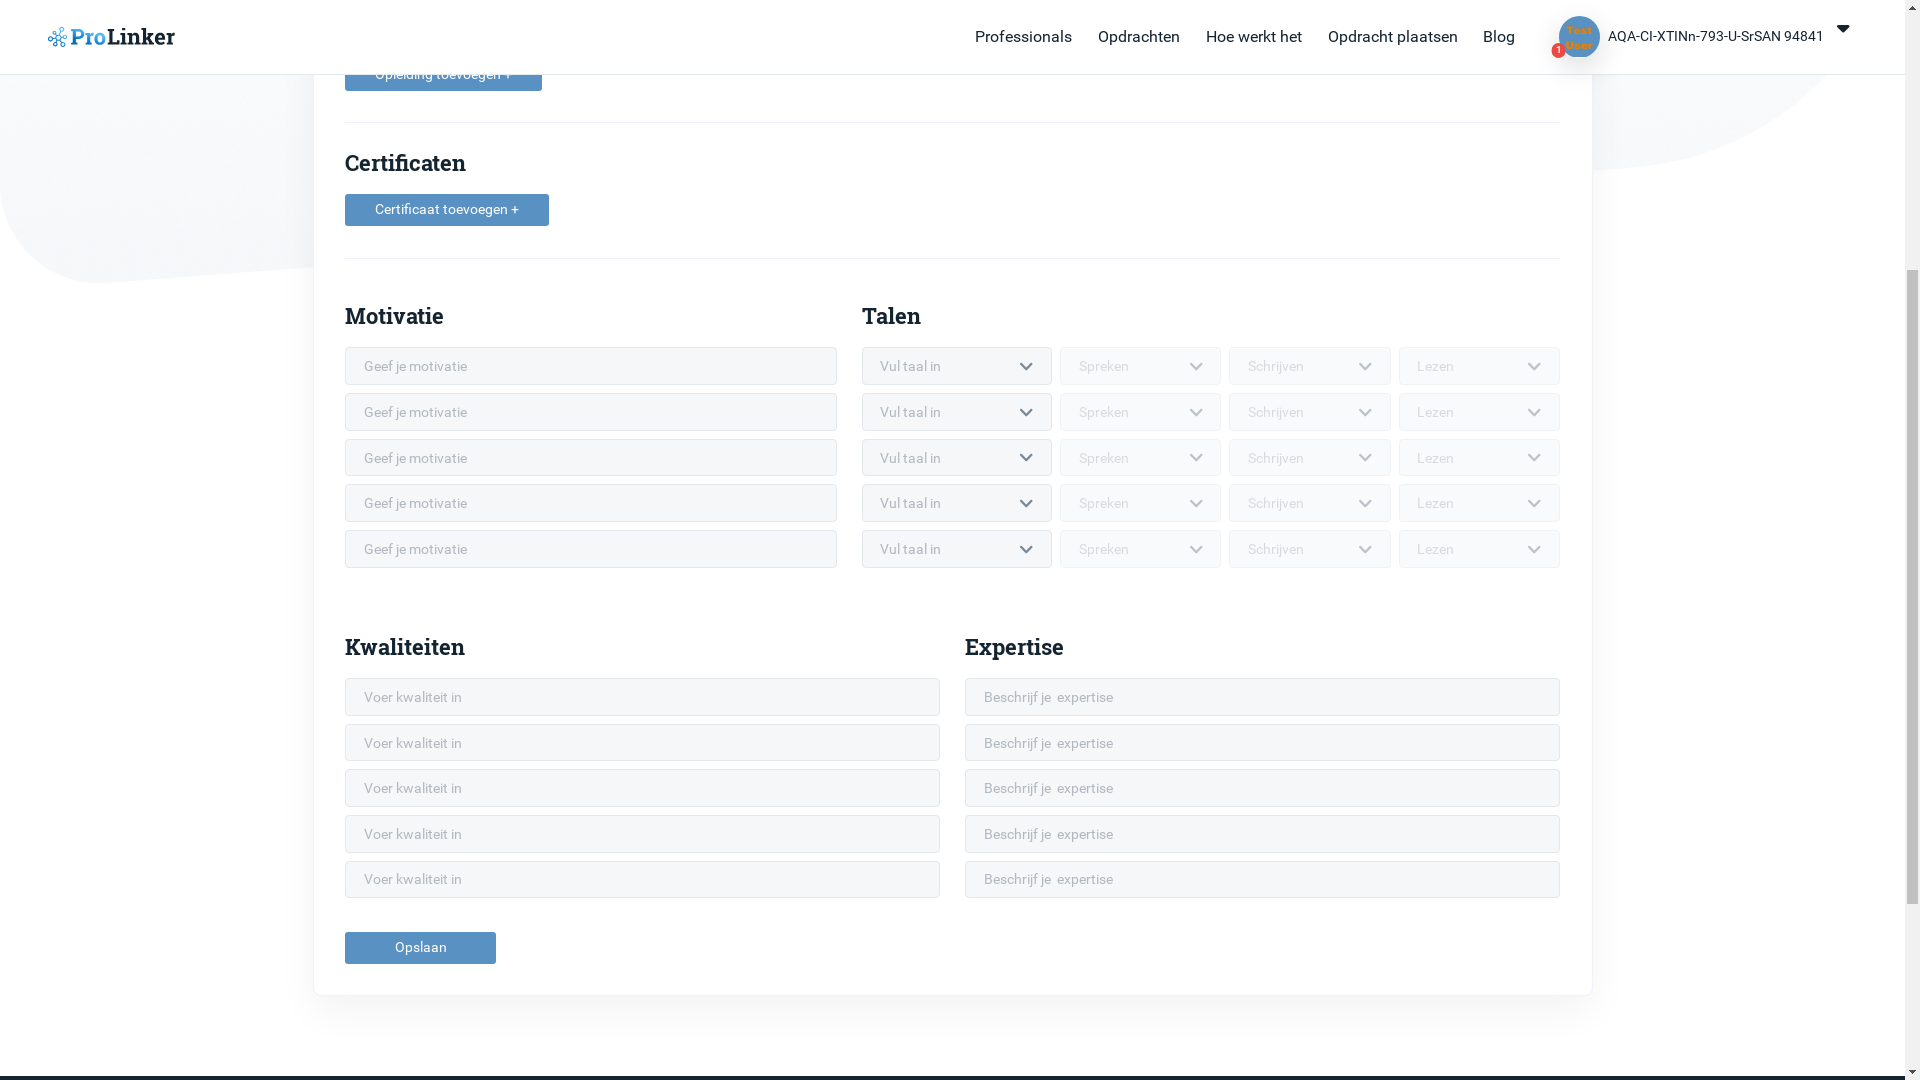 ProLinker
Professionals Opdrachten Hoe werkt het Opdracht plaatsen Blog
Test User
1
AQA-CI-XTINn-793-U-SrSAN 94841
Opleiding toevoegen +
Certificaten
Certificaat toevoegen +
Motivatie
Geef je motivatie
Geef je motivatie
Geef je motivatie
Geef je motivatie
Geef je motivatie
Talen
Vul taal in Spreken Schrijven Lezen
Vul taal in Spreken Schrijven Lezen
Vul taal in Spreken Schrijven Lezen
Vul taal in Spreken Schrijven Lezen
Vul taal in Spreken Schrijven Lezen
Kwaliteiten
Voer kwaliteit in
Voer kwaliteit in
Voer kwaliteit in
Voer kwaliteit in
Voer kwaliteit in
Expertise
Beschrijf je expertise
Beschrijf je expertise
Beschrijf je expertise
Beschrijf je expertise
Beschrijf je expertise
Opslaan